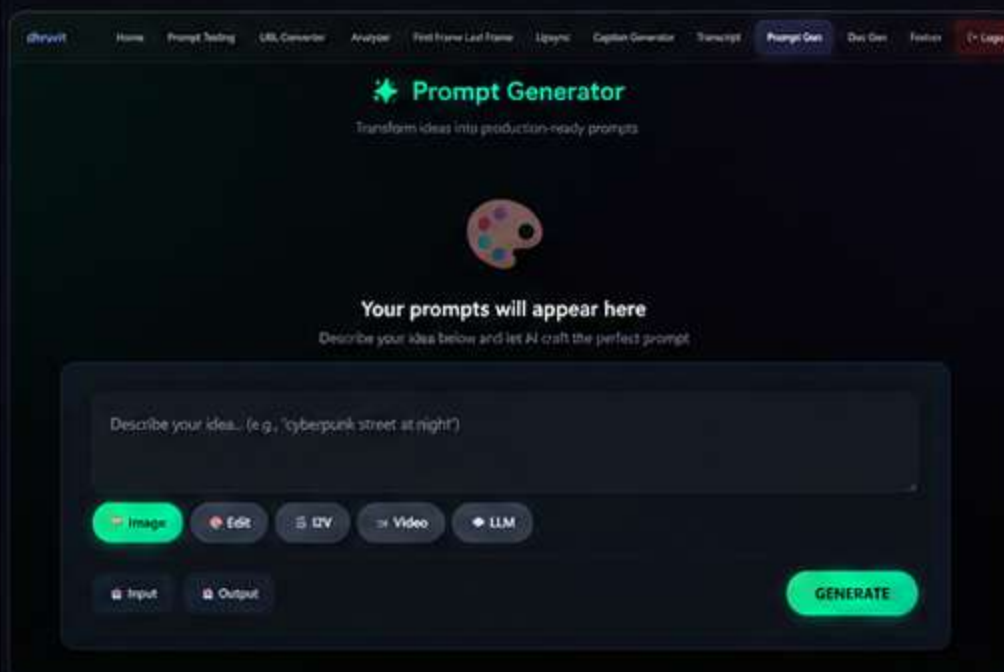 dhruvit
Home Prompt Testing URL Converter Analyzer First Frame Last Frame Lipsync Caption Generator Transcript Prompt Gen Doc Gen
Prompt Generator
Transform ideas into production-ready prompts
Your prompts will appear here
Describe your idea below and let AI craft the perfect prompt
Describe your idea... (e.g., "cyberpunk street at night")
Image Edit I2V Video LLM
Input Output
GENERATE